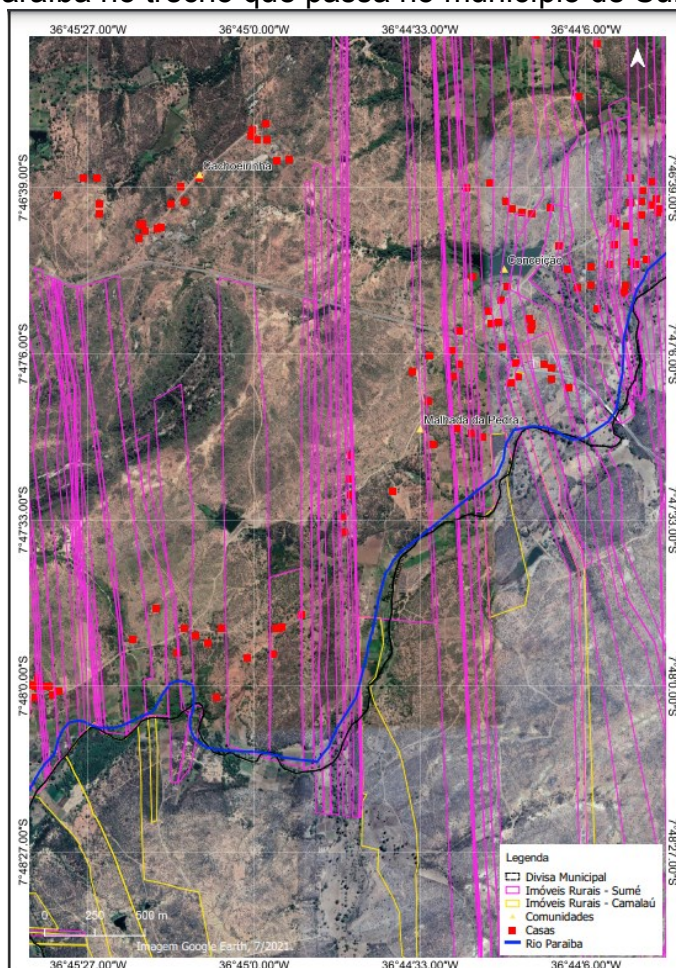 araíba no trecho que passa no município de Su
36°45'27.00"W 36°45'0.00"W 36°44'33.00"W 36°44'6.00"W
7°46'39.00"S 7°46'39.00"S
7°47'6.00"S 7°47'6.00"S
7°47'33.00"S 7°47'33.00"S
7°48'0.00"S 7°48'0.00"S
7°48'27.00"S 7°48'27.00"S
Cachoeirinha
Conceição
Malhada da Pedra
Legenda
Divisa Municipal
Imóveis Rurais - Sumé
Imóveis Rurais - Camalaú
Comunidades
Casas
Rio Paraiba
0 250 500 m
Imagem Google Earth, 7/2021.
36°45'27.00"W 36°45'0.00"W 36°44'33.00"W 36°44'6.00"W